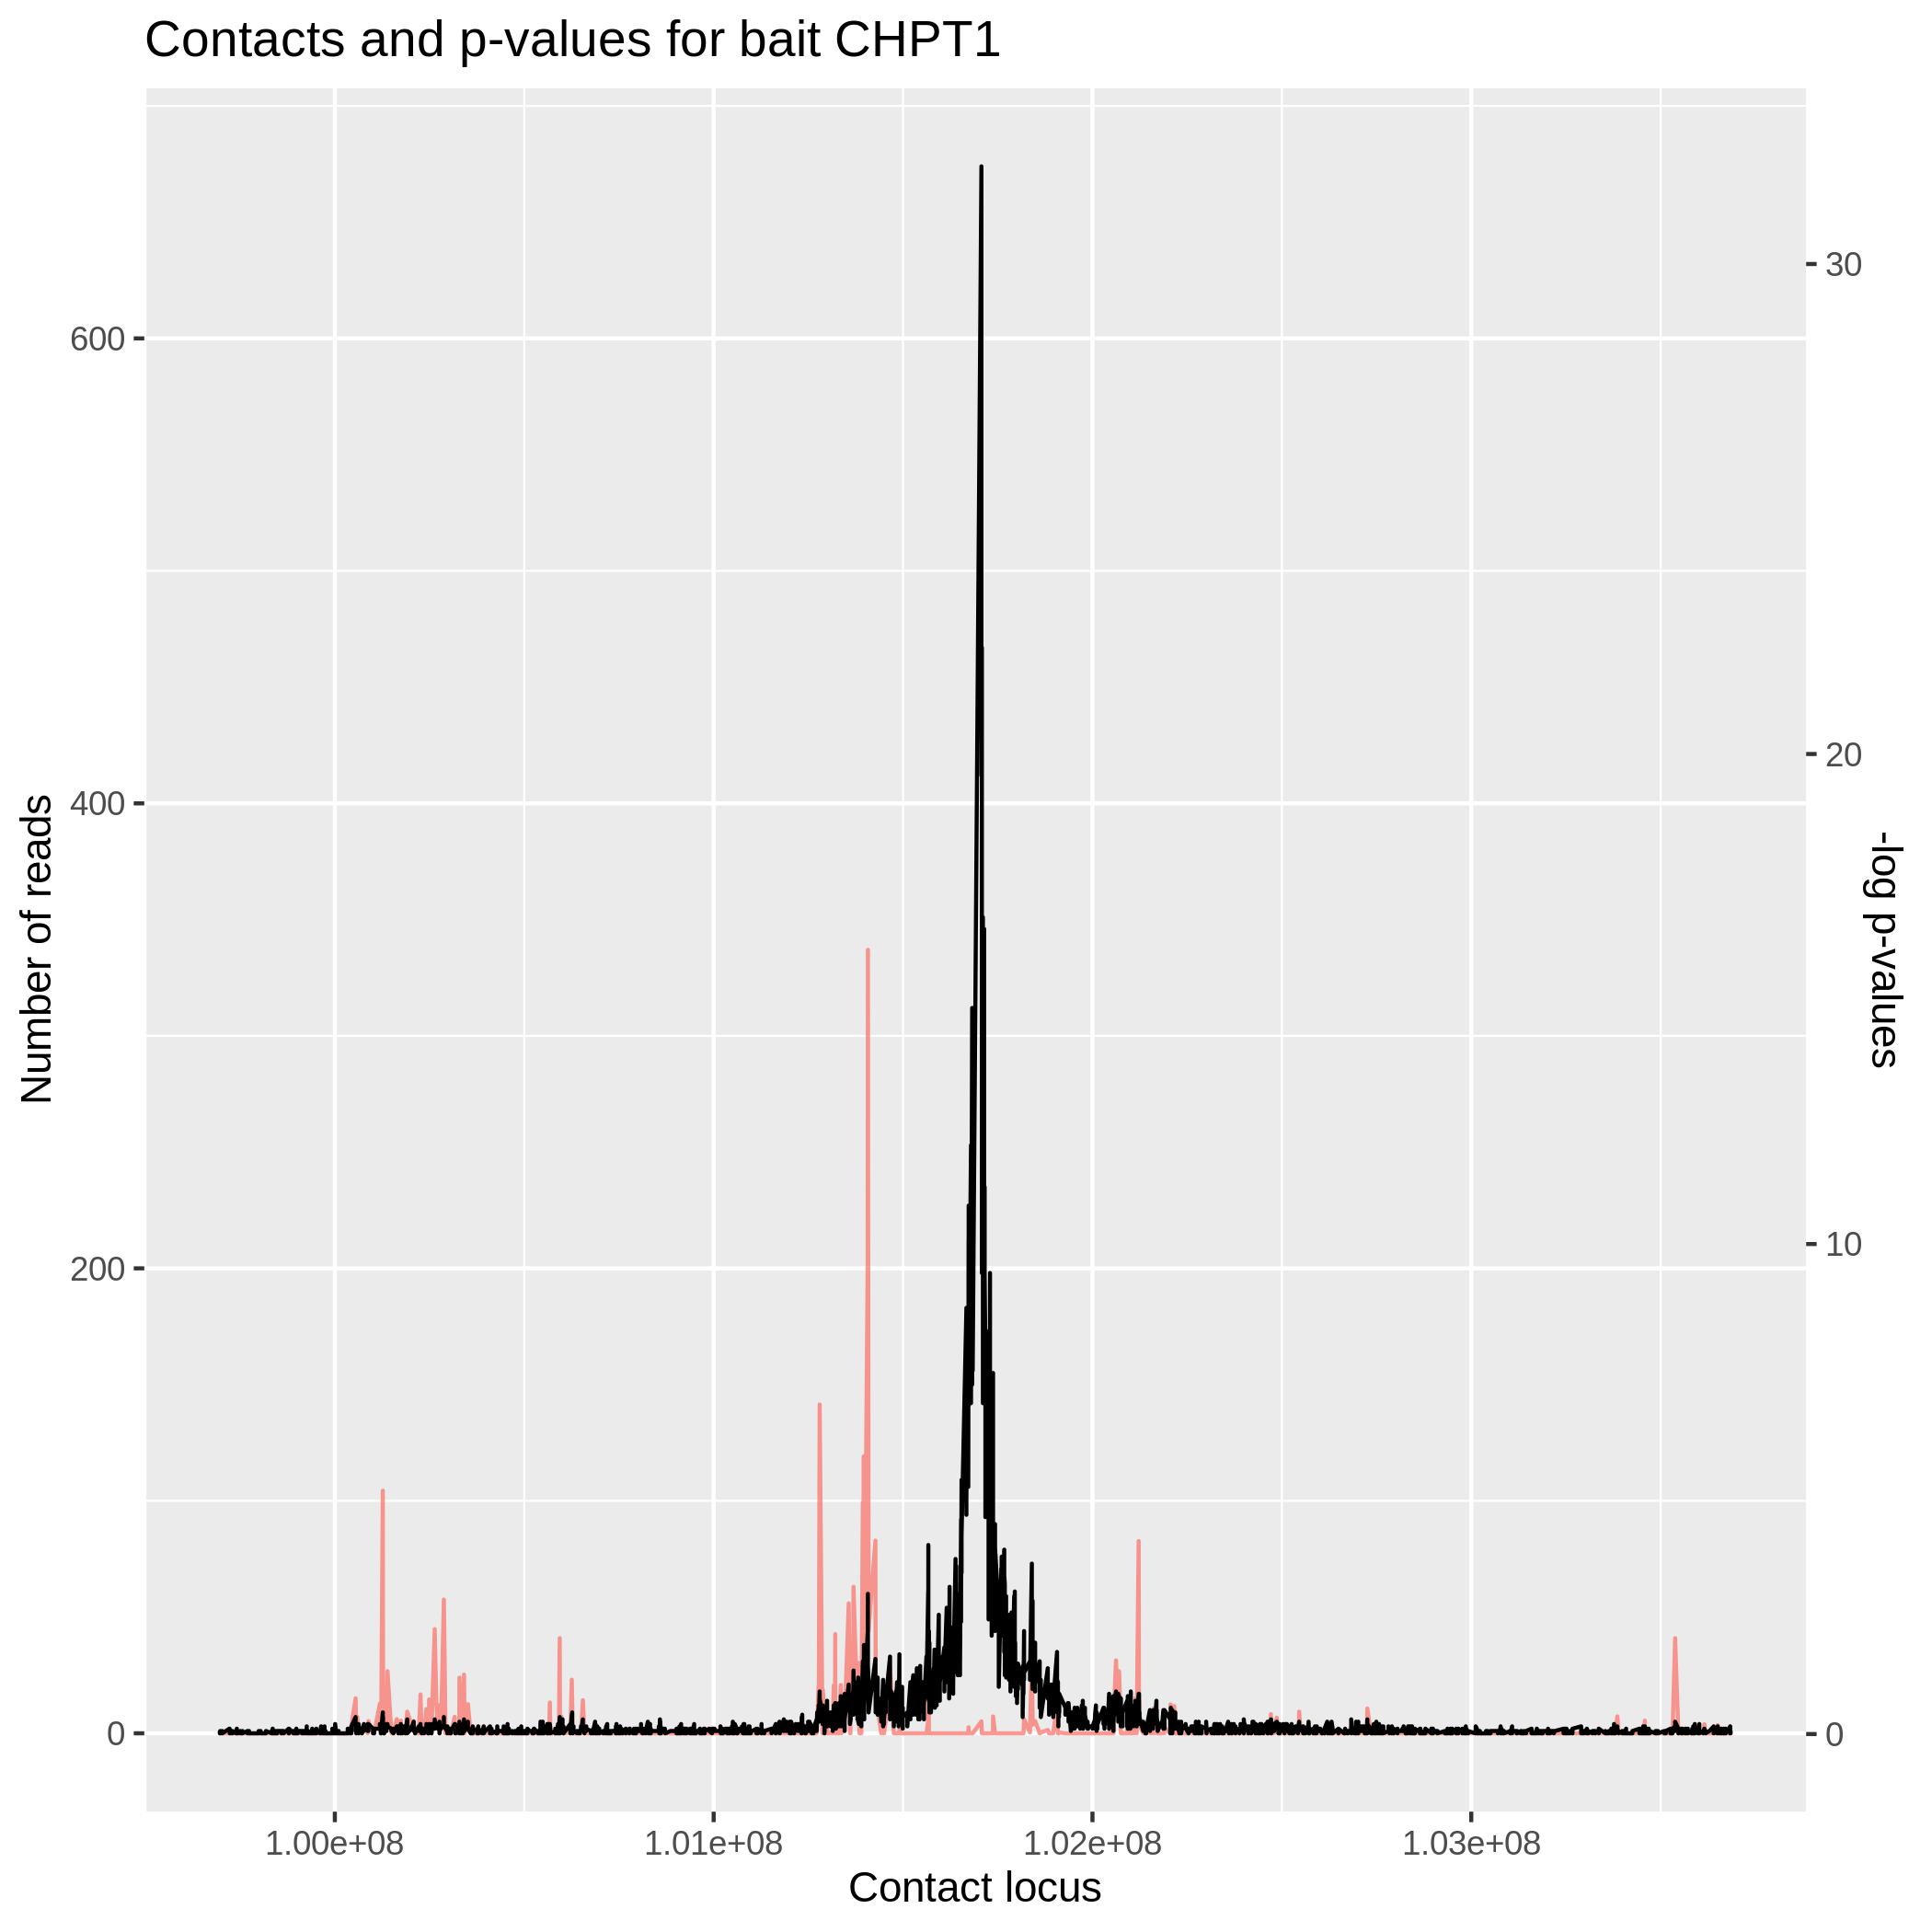 Contacts and p-values for bait CHPT1
Number of reads
600
400
200
0
30
20
10
0
-log p-values
1.00e+08 1.01e+08 1.02e+08 1.03e+08
Contact locus